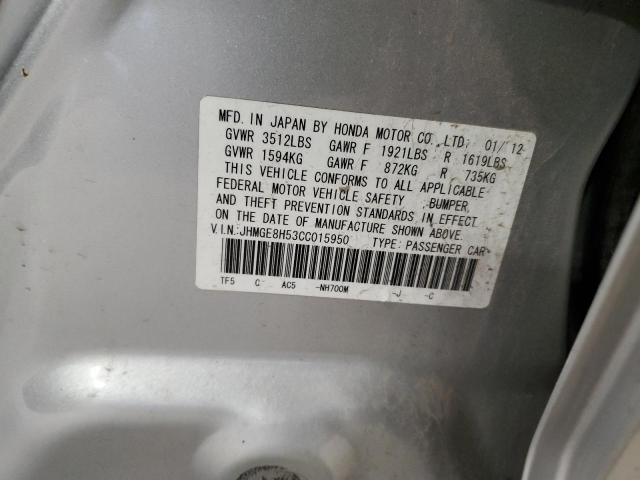 MFD. IN JAPAN BY HONDA MOTOR CO., LTD. 01/12
GVWR 3512LBS GAWR F 1921LBS R 1619LBS
GVWR 1594KG GAWR F 872KG R 735KG
THIS VEHICLE CONFORMS TO ALL APPLICABLE
FEDERAL MOTOR VEHICLE SAFETY, BUMPER,
AND THEFT PREVENTION STANDARDS IN EFFECT
ON THE DATE OF MANUFACTURE SHOWN ABOVE.
V.I.N.:JHMGE8H53CC015950 TYPE: PASSENGER CAR
TF5 C AC5 -NH700M -J -C